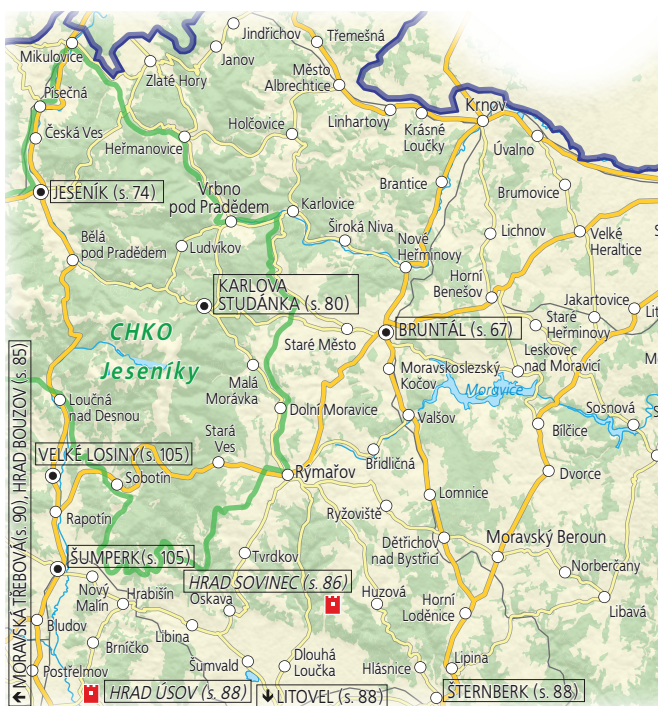 Jindřichov
Třemešná
Mikulovice
Janov
Zlaté Hory
Město
Albrechtice
Písečná
Linhartovy
Krnov
Krásné
Loučky
Česká Ves
Holčovice
Heřmanovice
Úvalno
JESENÍK (s. 74)
Vrbno
pod Pradědem
Karlovice
Brantice
Brumovice
Široká Niva
Lichnov
Velké
Heraltice
Bělá
pod Pradědem
Ludvíkov
Nové
Heřminovy
Horní
Benešov
KARLOVA
STUDÁNKA (s. 80)
Jakartovice
Lit
CHKO
Jeseníky
Staré Město
BRUNTÁL (s. 67)
Staré
Heřminovy
Leskovec
nad Moravicí
Malá
Morávka
Moravskoslezský
Kočov
Moravice
Loučná
nad Desnou
Dolní Moravice
Valšov
Sosnová
S
Bílčice
VELKÉ LOSINY (s. 105)
Stará
Ves
Břidličná
Sobotín
Rýmařov
Dvorce
Lomnice
Rapotín
Ryžoviště
Dětřichov
nad Bystřicí
Moravský Beroun
ŠUMPERK (s. 105)
Tvrdkov
Norberčany
HRAD SOVINEC (s. 86)
Nový
Malín
Hrabišín
Oskava
Huzová
Horní
Loděnice
Libavá
Bludov
Libina
Brníčko
Šumvald
Dlouhá
Loučka
Hlásnice
Lipina
Postřelmov
HRAD ÚSOV (s. 88)
LITOVEL (s. 88)
ŠTERNBERK (s. 88)
MORAVSKÁ TŘEBOVÁ (s. 90), HRAD BOUZOV (s. 85)